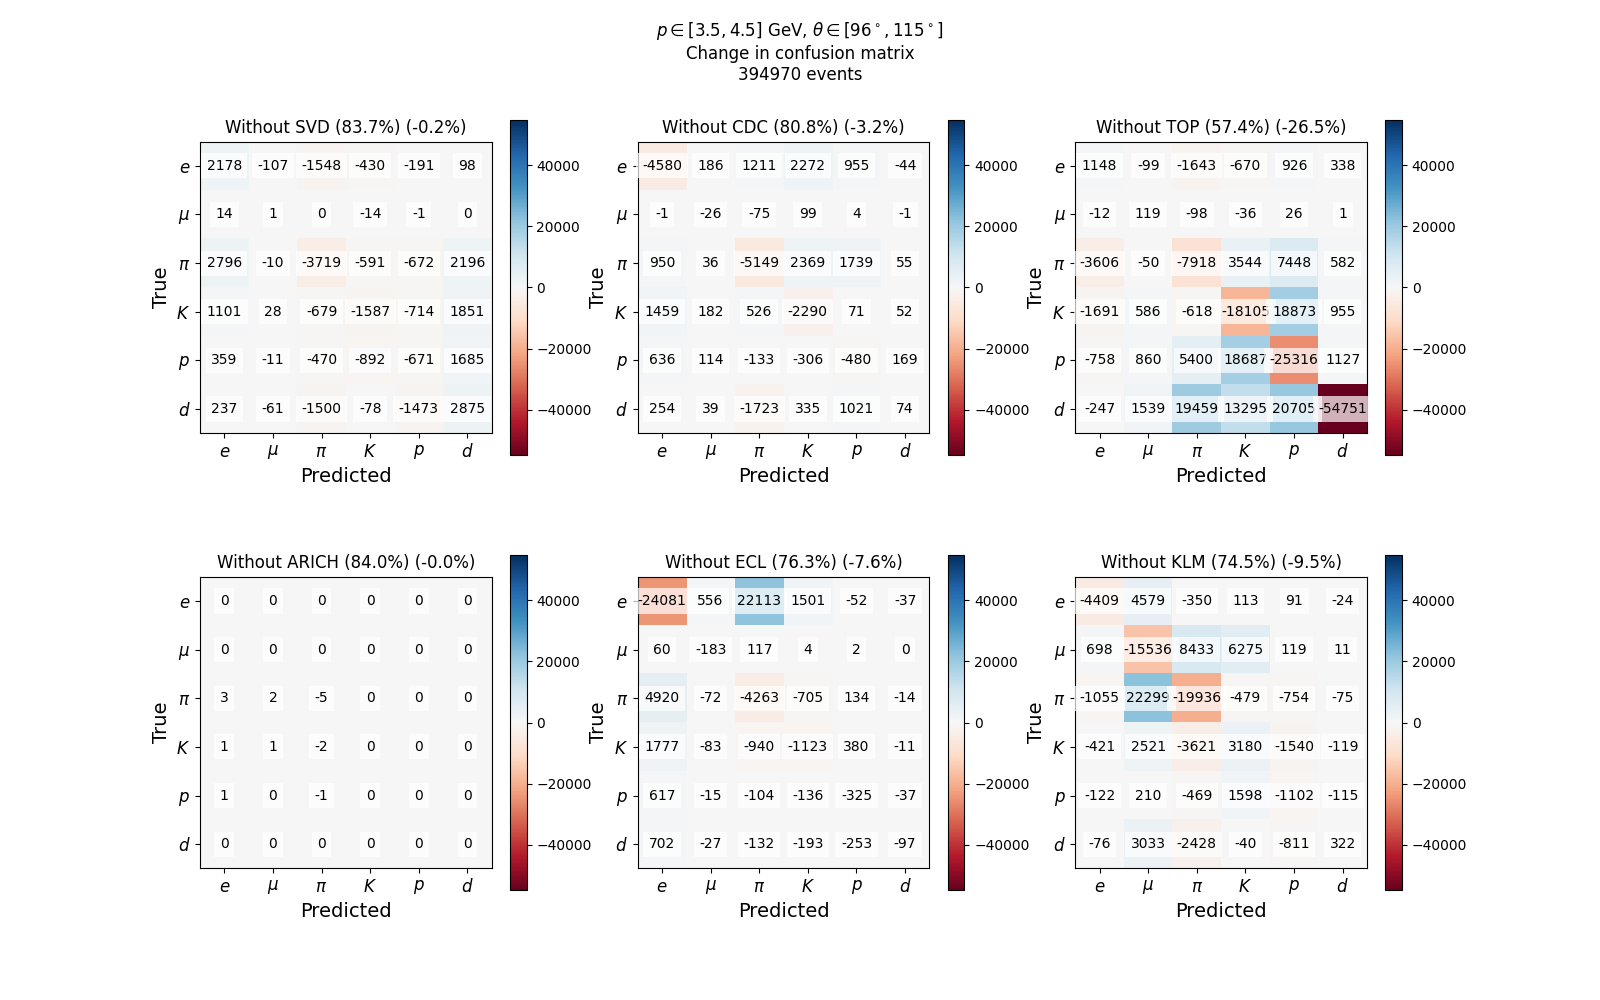 p ∈ [3.5, 4.5] GeV, θ ∈ [96°, 115°]
Change in confusion matrix
394970 events
Without SVD (83.7%) (-0.2%)
e 2178 -107 -1548 -430 -191 98
μ 14 1 0 -14 -1 0
π 2796 -10 -3719 -591 -672 2196
K 1101 28 -679 -1587 -714 1851
p 359 -11 -470 -892 -671 1685
d 237 -61 -1500 -78 -1473 2875
e μ π K p d
Predicted
True
40000
20000
0
−20000
−40000
Without CDC (80.8%) (-3.2%)
e -4580 186 1211 2272 955 -44
μ -1 -26 -75 99 4 -1
π 950 36 -5149 2369 1739 55
K 1459 182 526 -2290 71 52
p 636 114 -133 -306 -480 169
d 254 39 -1723 335 1021 74
e μ π K p d
Predicted
True
40000
20000
0
−20000
−40000
Without TOP (57.4%) (-26.5%)
e 1148 -99 -1643 -670 926 338
μ -12 119 -98 -36 26 1
π -3606 -50 -7918 3544 7448 582
K -1691 586 -618 -18105 18873 955
p -758 860 5400 18687 -25316 1127
d -247 1539 19459 13295 20705 -54751
e μ π K p d
Predicted
True
40000
20000
0
−20000
−40000
Without ARICH (84.0%) (-0.0%)
e 0 0 0 0 0 0
μ 0 0 0 0 0 0
π 3 2 -5 0 0 0
K 1 1 -2 0 0 0
p 1 0 -1 0 0 0
d 0 0 0 0 0 0
e μ π K p d
Predicted
True
40000
20000
0
−20000
−40000
Without ECL (76.3%) (-7.6%)
e -24081 556 22113 1501 -52 -37
μ 60 -183 117 4 2 0
π 4920 -72 -4263 -705 134 -14
K 1777 -83 -940 -1123 380 -11
p 617 -15 -104 -136 -325 -37
d 702 -27 -132 -193 -253 -97
e μ π K p d
Predicted
True
40000
20000
0
−20000
−40000
Without KLM (74.5%) (-9.5%)
e -4409 4579 -350 113 91 -24
μ 698 -15536 8433 6275 119 11
π -1055 22299 -19936 -479 -754 -75
K -421 2521 -3621 3180 -1540 -119
p -122 210 -469 1598 -1102 -115
d -76 3033 -2428 -40 -811 322
e μ π K p d
Predicted
True
40000
20000
0
−20000
−40000